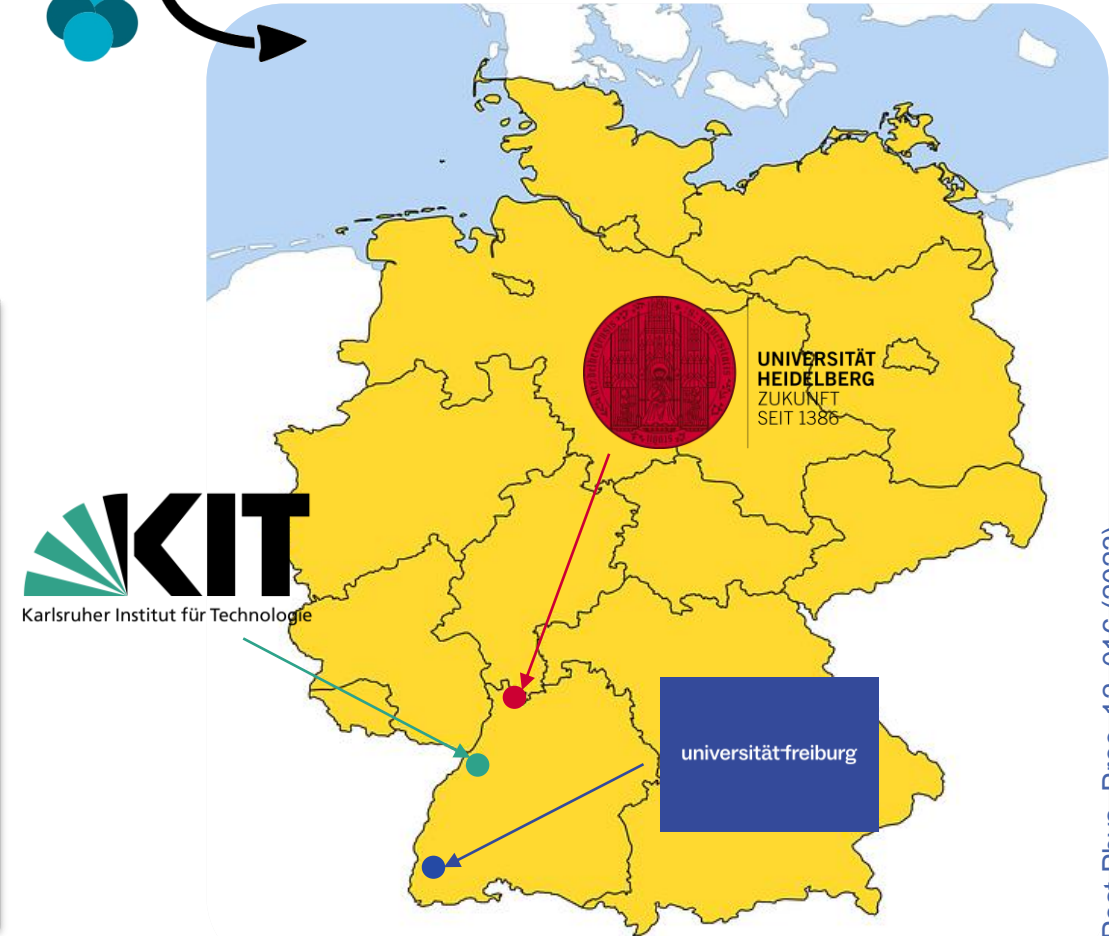 UNIVERSITÄT
HEIDELBERG
ZUKUNFT
SEIT 1386
KIT
Karlsruher Institut für Technologie
universität freiburg